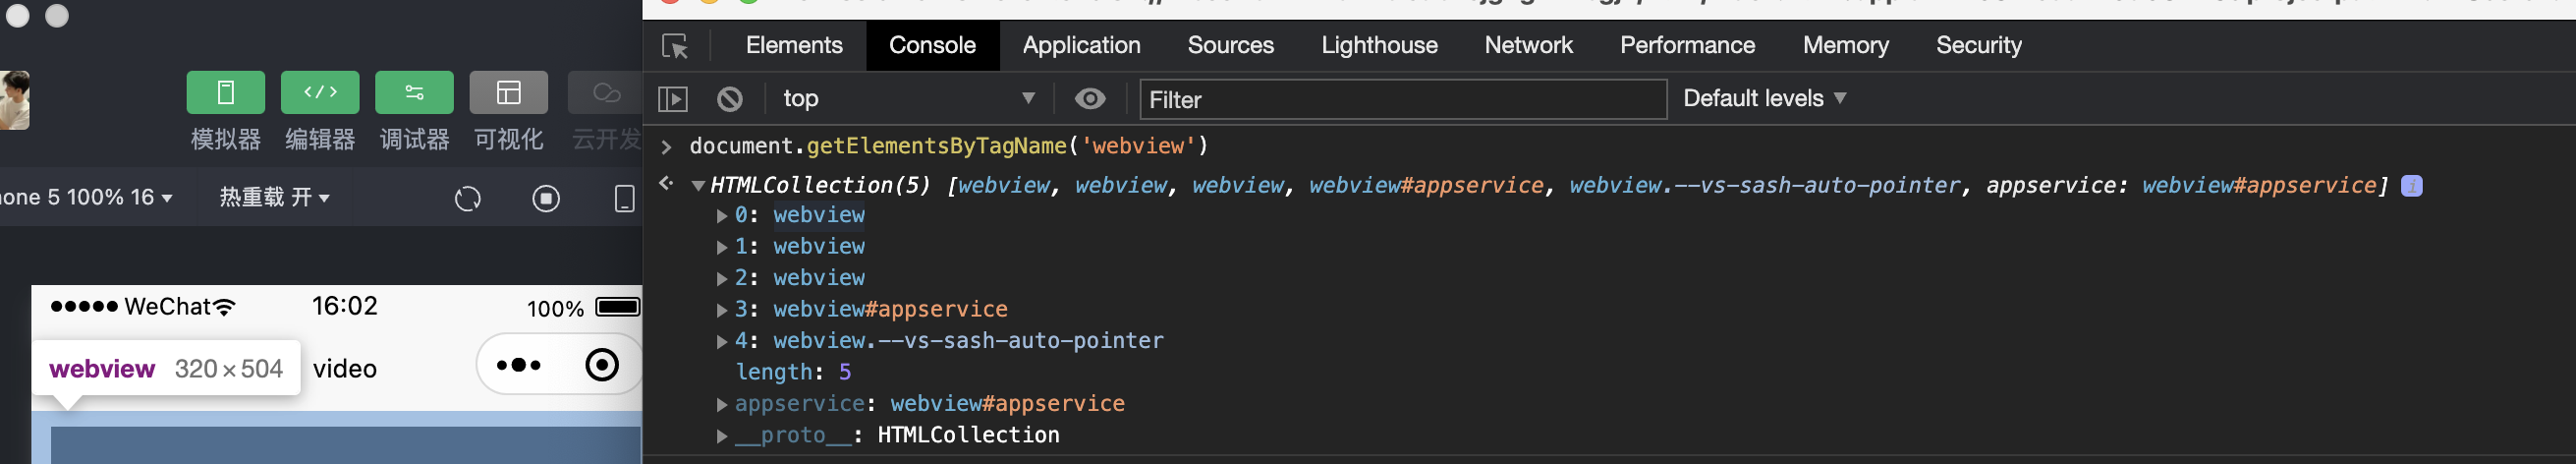 Elements Console Application Sources Lighthouse Network Performance Memory Security
top Filter Default levels
模拟器 编辑器 调试器 可视化 云开发
5 100% 16 热重载 开
document.getElementsByTagName('webview')
HTMLCollection(5) [webview, webview, webview, webview#appservice, webview.--vs-sash-auto-pointer, appservice: webview#appservice] i
0: webview
1: webview
2: webview
3: webview#appservice
4: webview.--vs-sash-auto-pointer
length: 5
appservice: webview#appservice
__proto__: HTMLCollection
WeChat 16:02 100%
webview 320 × 504 video